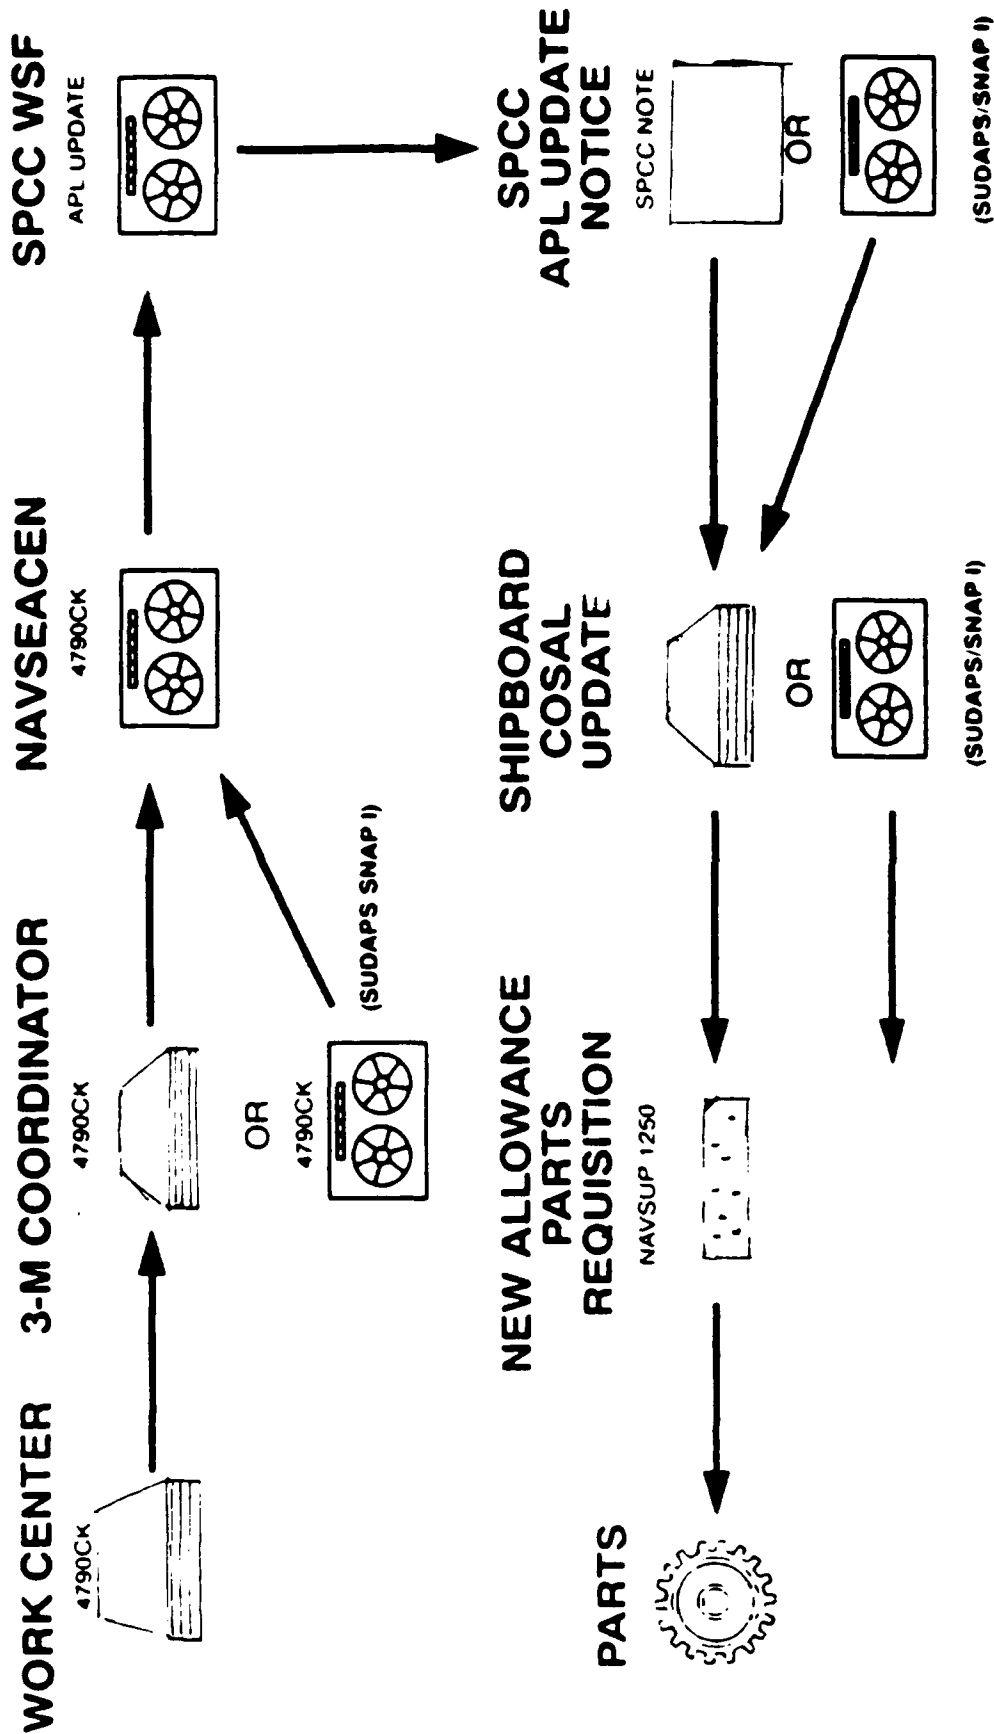 WORK CENTER
4790CK
3-M COORDINATOR
4790CK
OR
4790CK
(SUDAPS SNAP I)
NAVSEACEN
4790CK
SPCC WSF
APL UPDATE
SPCC
APL UPDATE
NOTICE
SPCC NOTE
OR
(SUDAPS/SNAP I)
SHIPBOARD
COSAL
UPDATE
OR
(SUDAPS/SNAP I)
NEW ALLOWANCE
PARTS
REQUISITION
NAVSUP 1250
PARTS